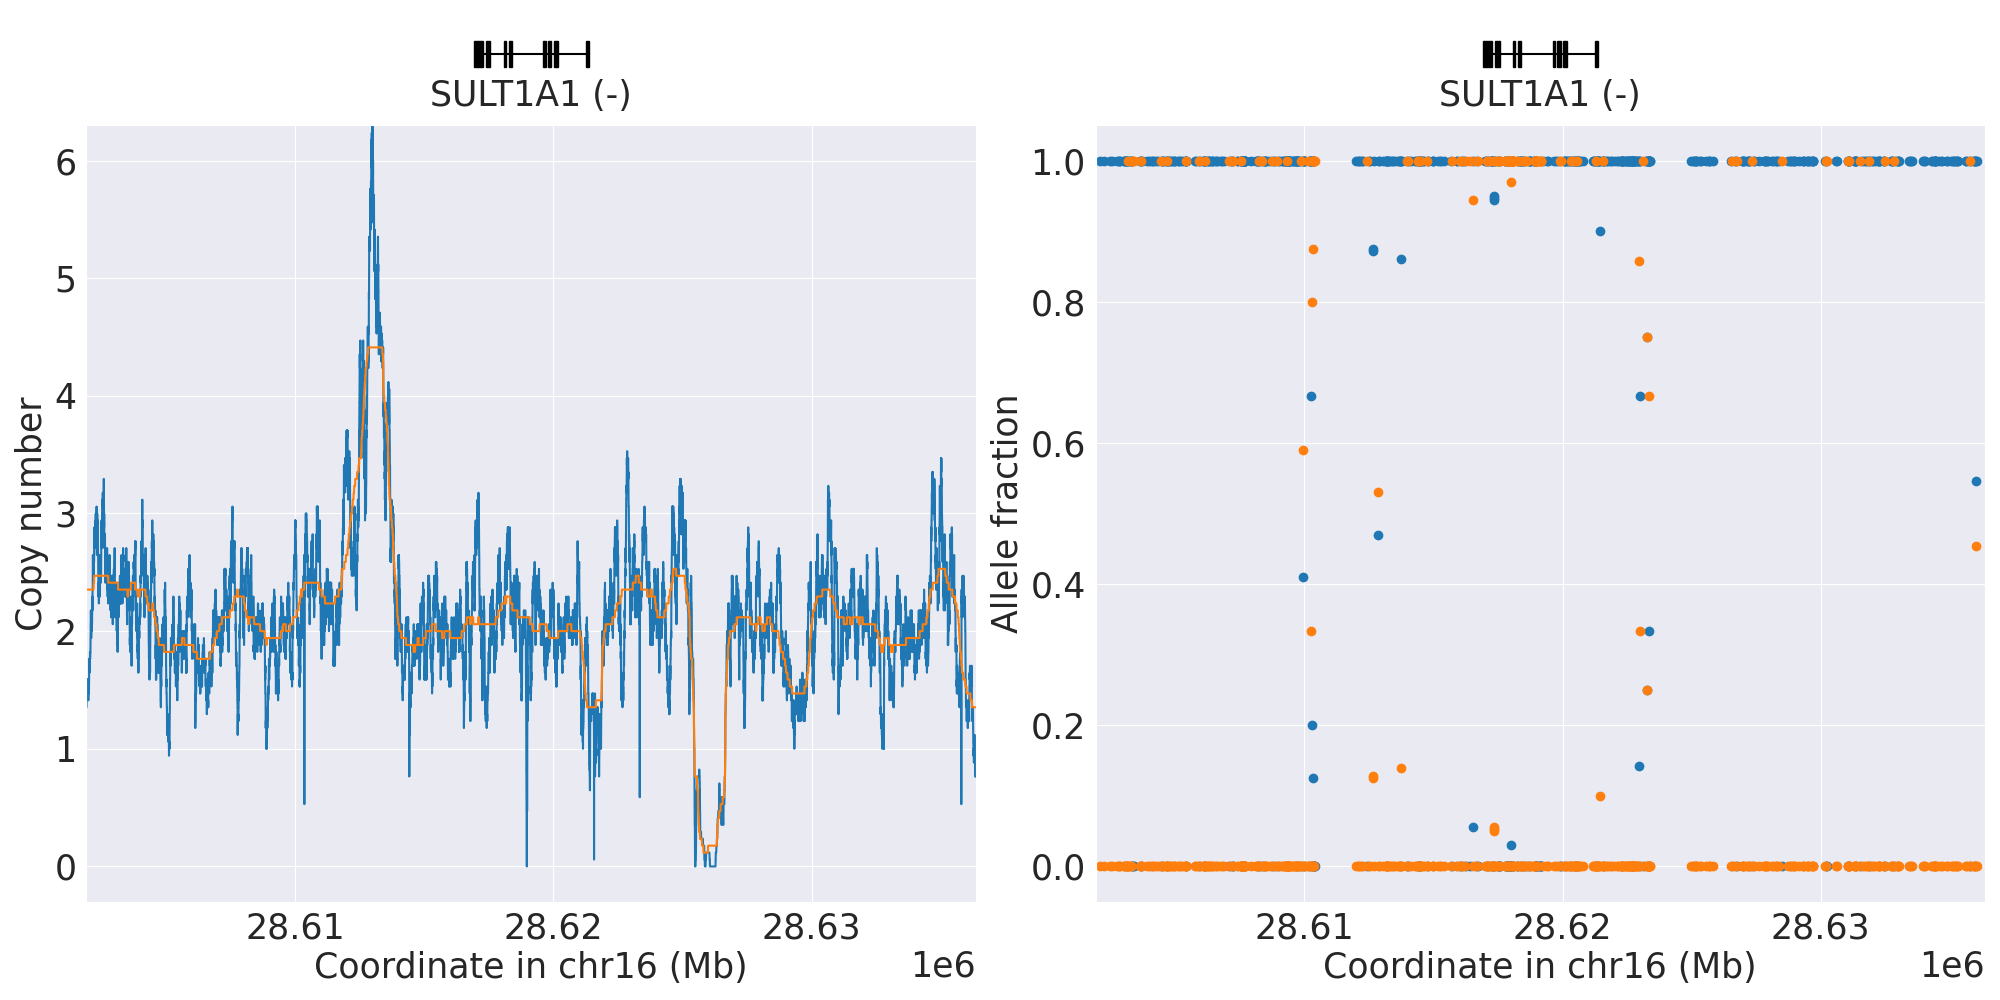 SULT1A1 (-)
6
5
4
3
2
1
0
Copy number
28.61
28.62
28.63
Coordinate in chr16 (Mb)
1e6
SULT1A1 (-)
1.0
0.8
0.6
0.4
0.2
0.0
Allele fraction
28.61
28.62
28.63
Coordinate in chr16 (Mb)
1e6